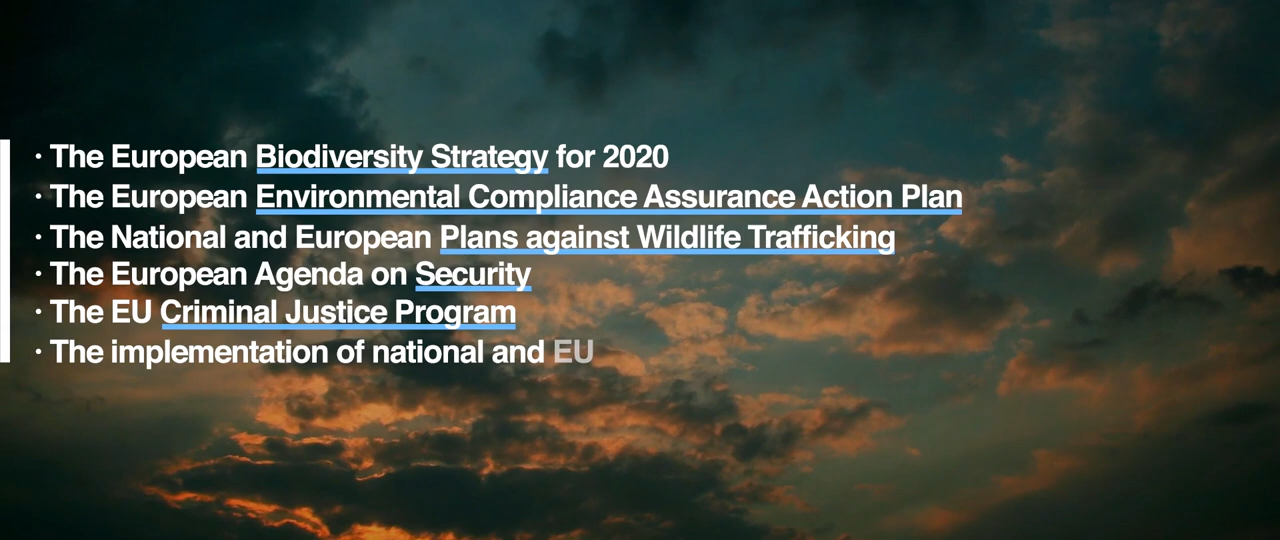 · The European Biodiversity Strategy for 2020
· The European Environmental Compliance Assurance Action Plan
· The National and European Plans against Wildlife Trafficking
· The European Agenda on Security
· The EU Criminal Justice Program
· The implementation of national and EU